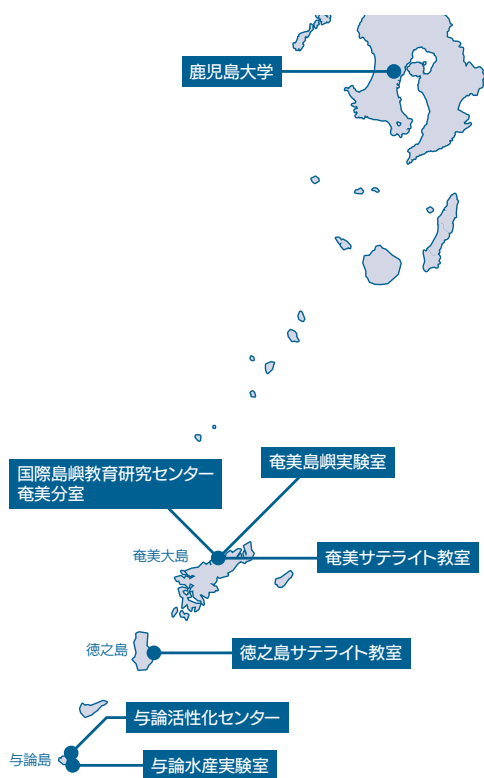 鹿児島大学
奄美島嶼実験室
国際島嶼教育研究センター
奄美分室
奄美大島
奄美サテライト教室
徳之島
徳之島サテライト教室
与論活性化センター
与論島
与論水産実験室